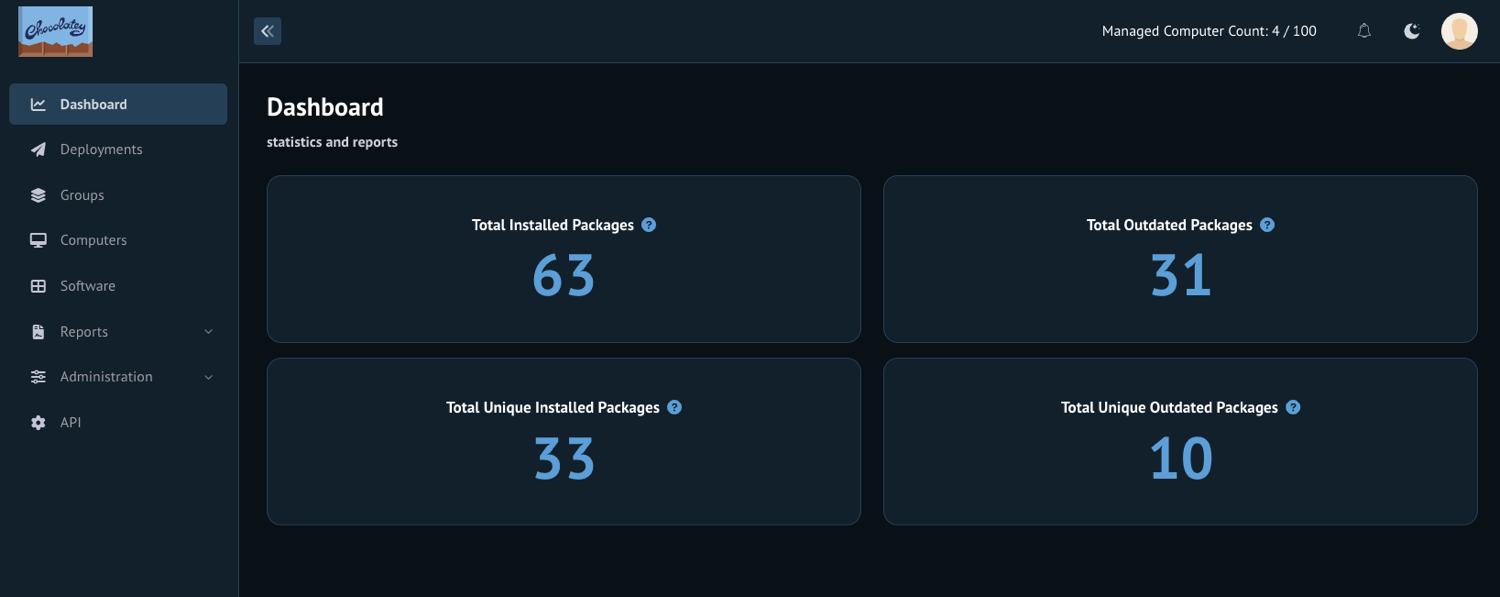 Chocolatey
Managed Computer Count: 4 / 100
Dashboard
Deployments
Groups
Computers
Software
Reports
Administration
API
Dashboard
statistics and reports
Total Installed Packages ?
63
Total Outdated Packages ?
31
Total Unique Installed Packages ?
33
Total Unique Outdated Packages ?
10